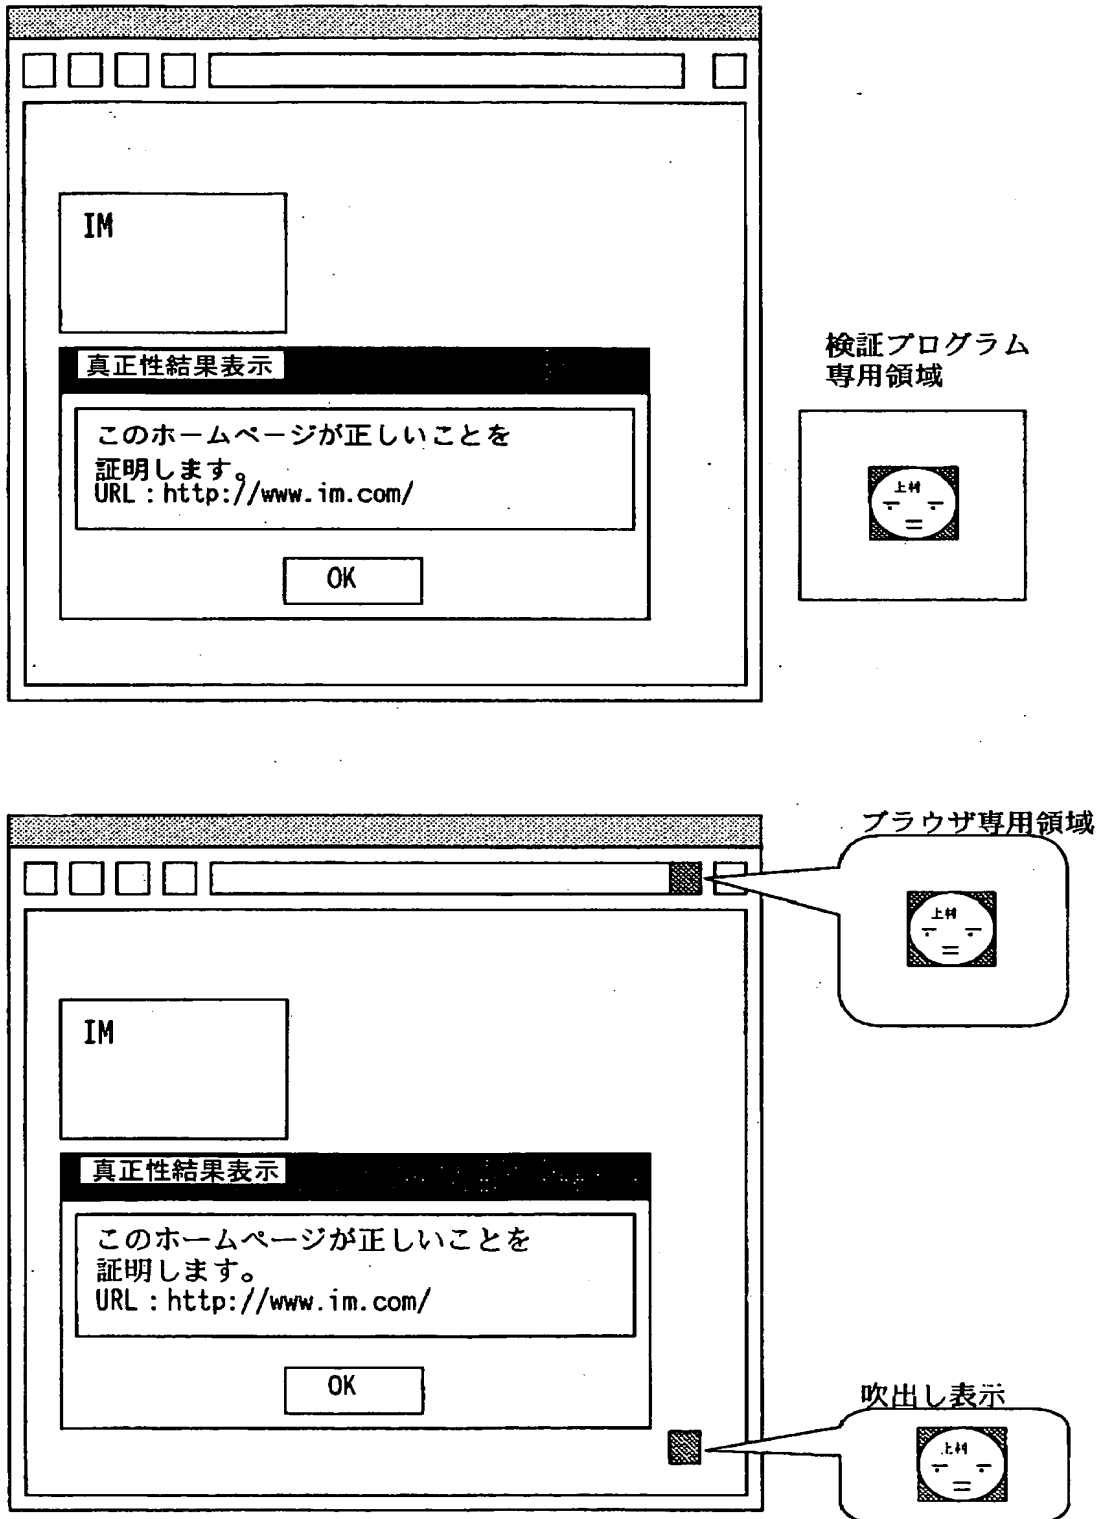 IM
真正性結果表示
このホームページが正しいことを
証明します。
URL：http://www.im.com/
OK
検証プログラム
専用領域
上村
ブラウザ専用領域
上村
IM
真正性結果表示
このホームページが正しいことを
証明します。
URL：http://www.im.com/
OK
吹出し表示
上村